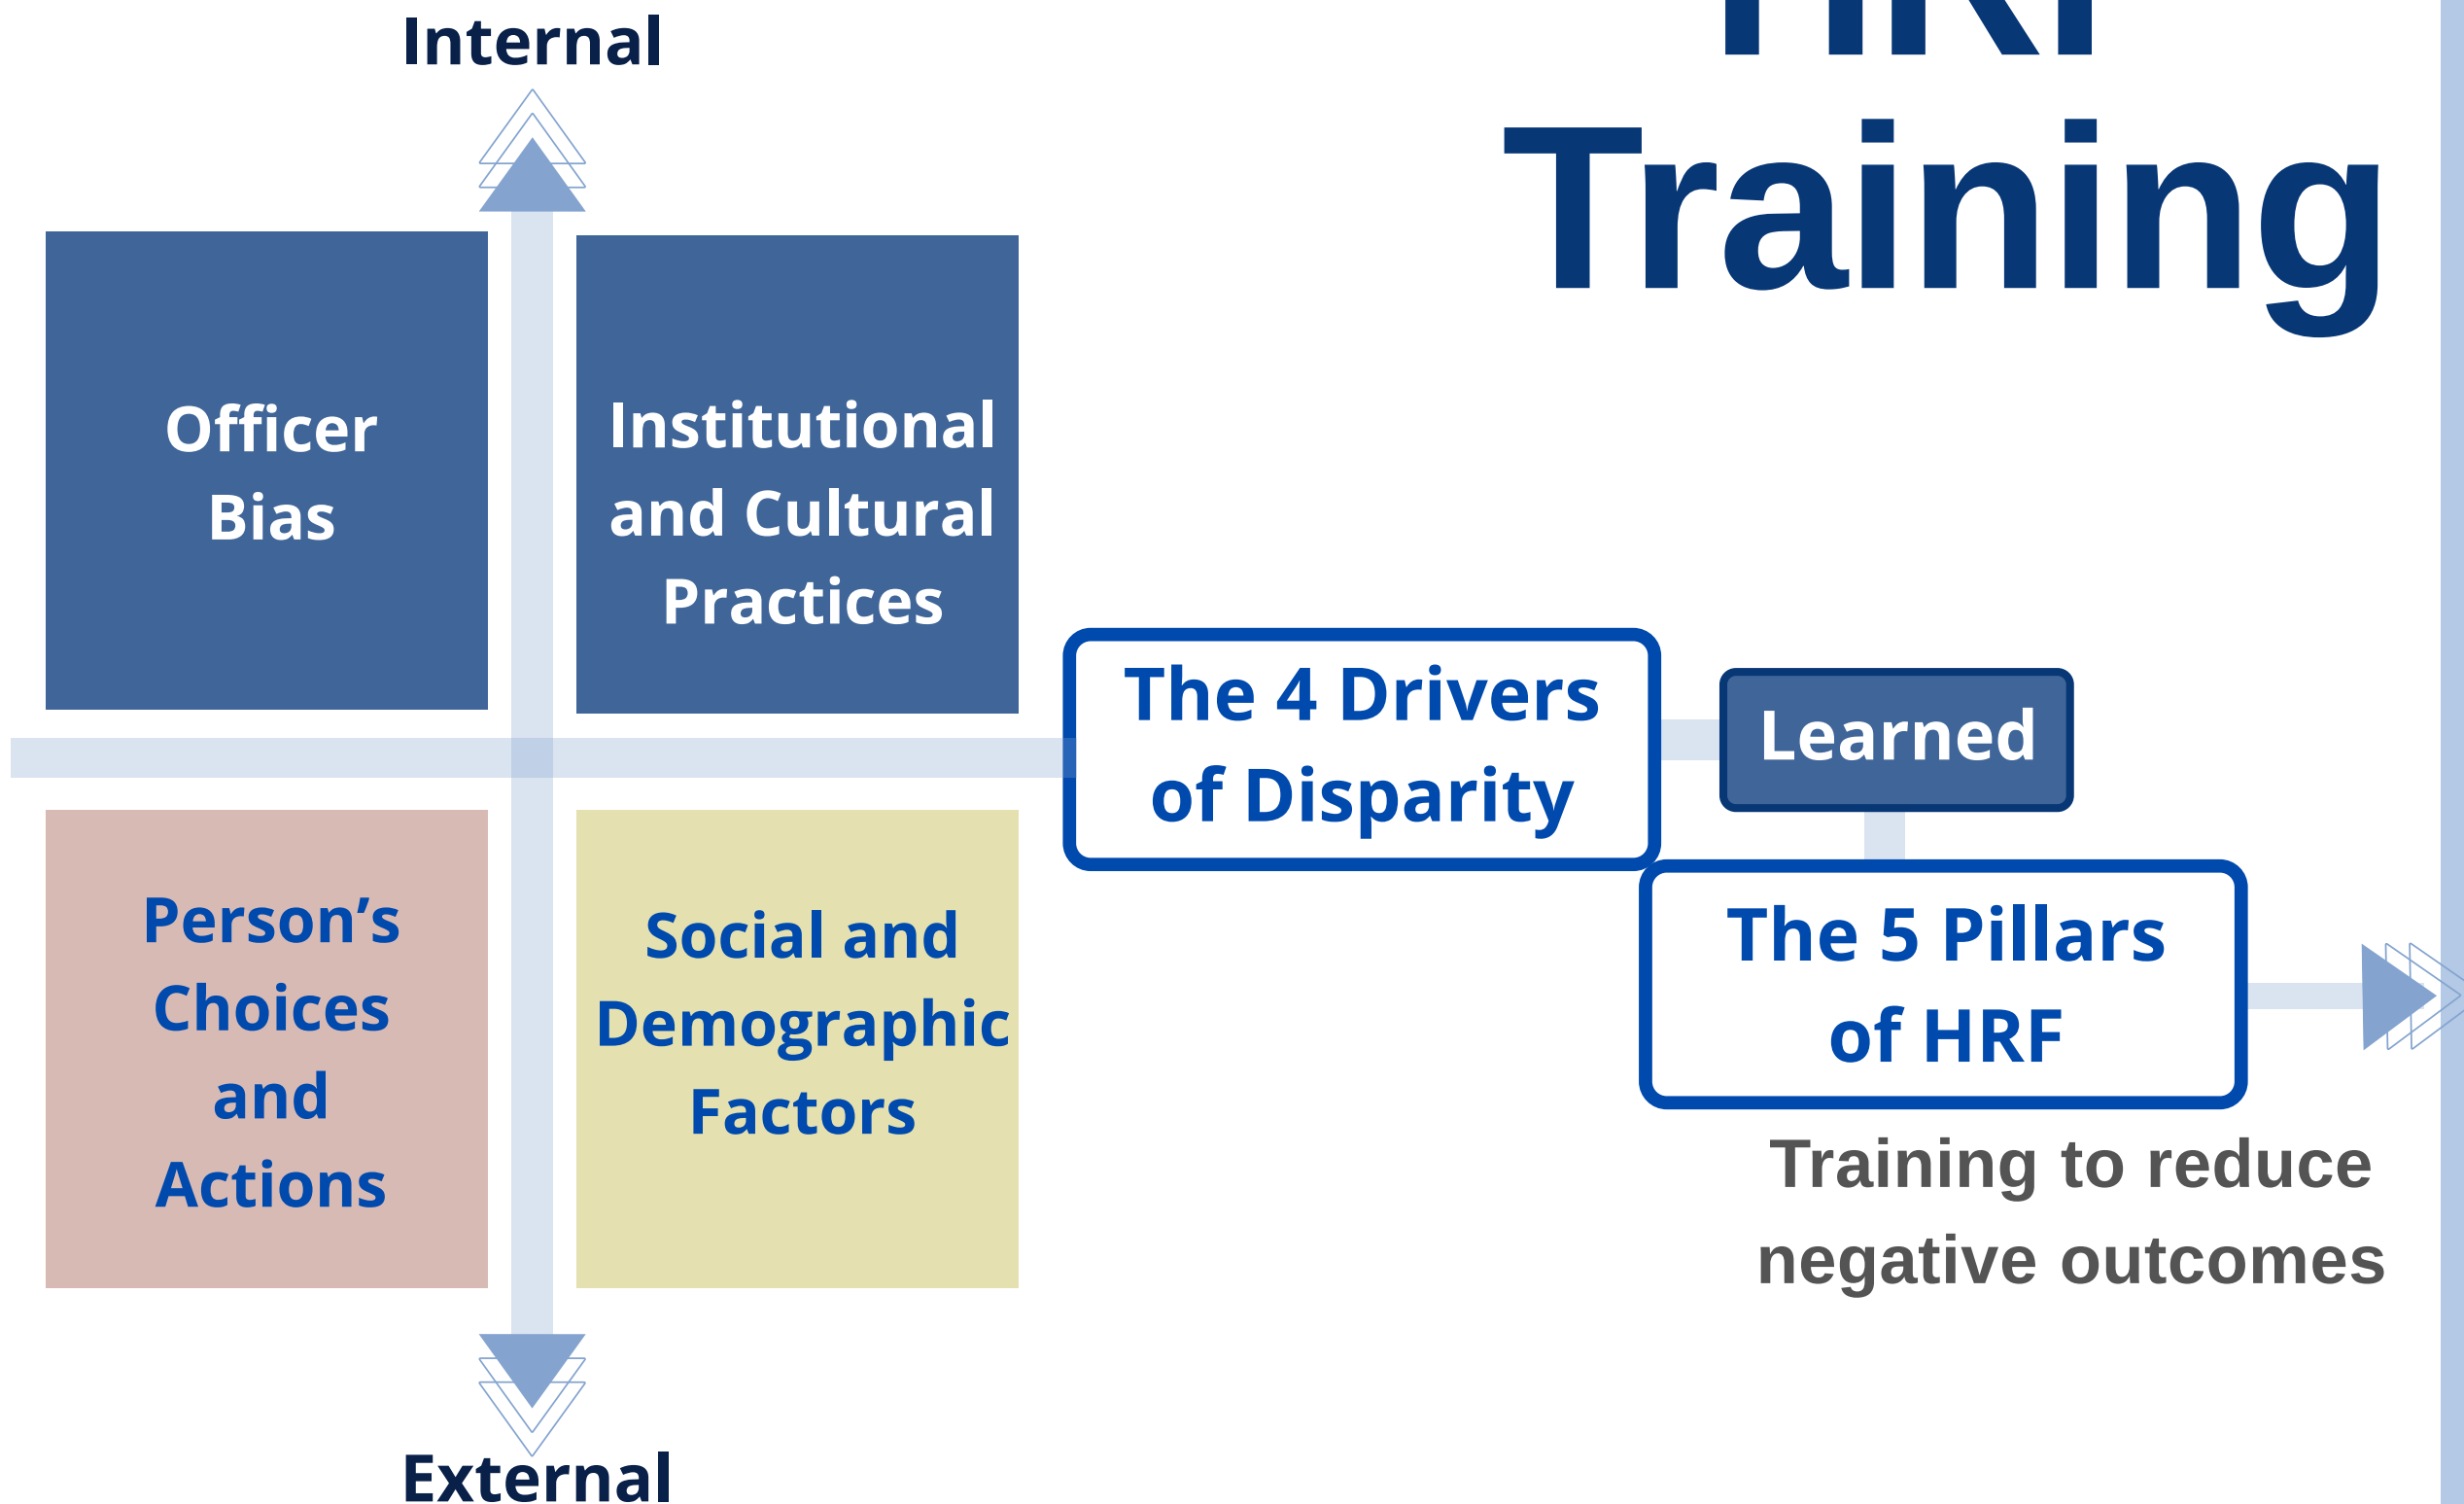 Internal
Training
Officer
Bias
Institutional
and Cultural
Practices
The 4 Drivers
of Disparity
Learned
Person’s
Choices
and
Actions
Social and
Demographic
Factors
The 5 Pillars
of HRF
Training to reduce
negative outcomes
External